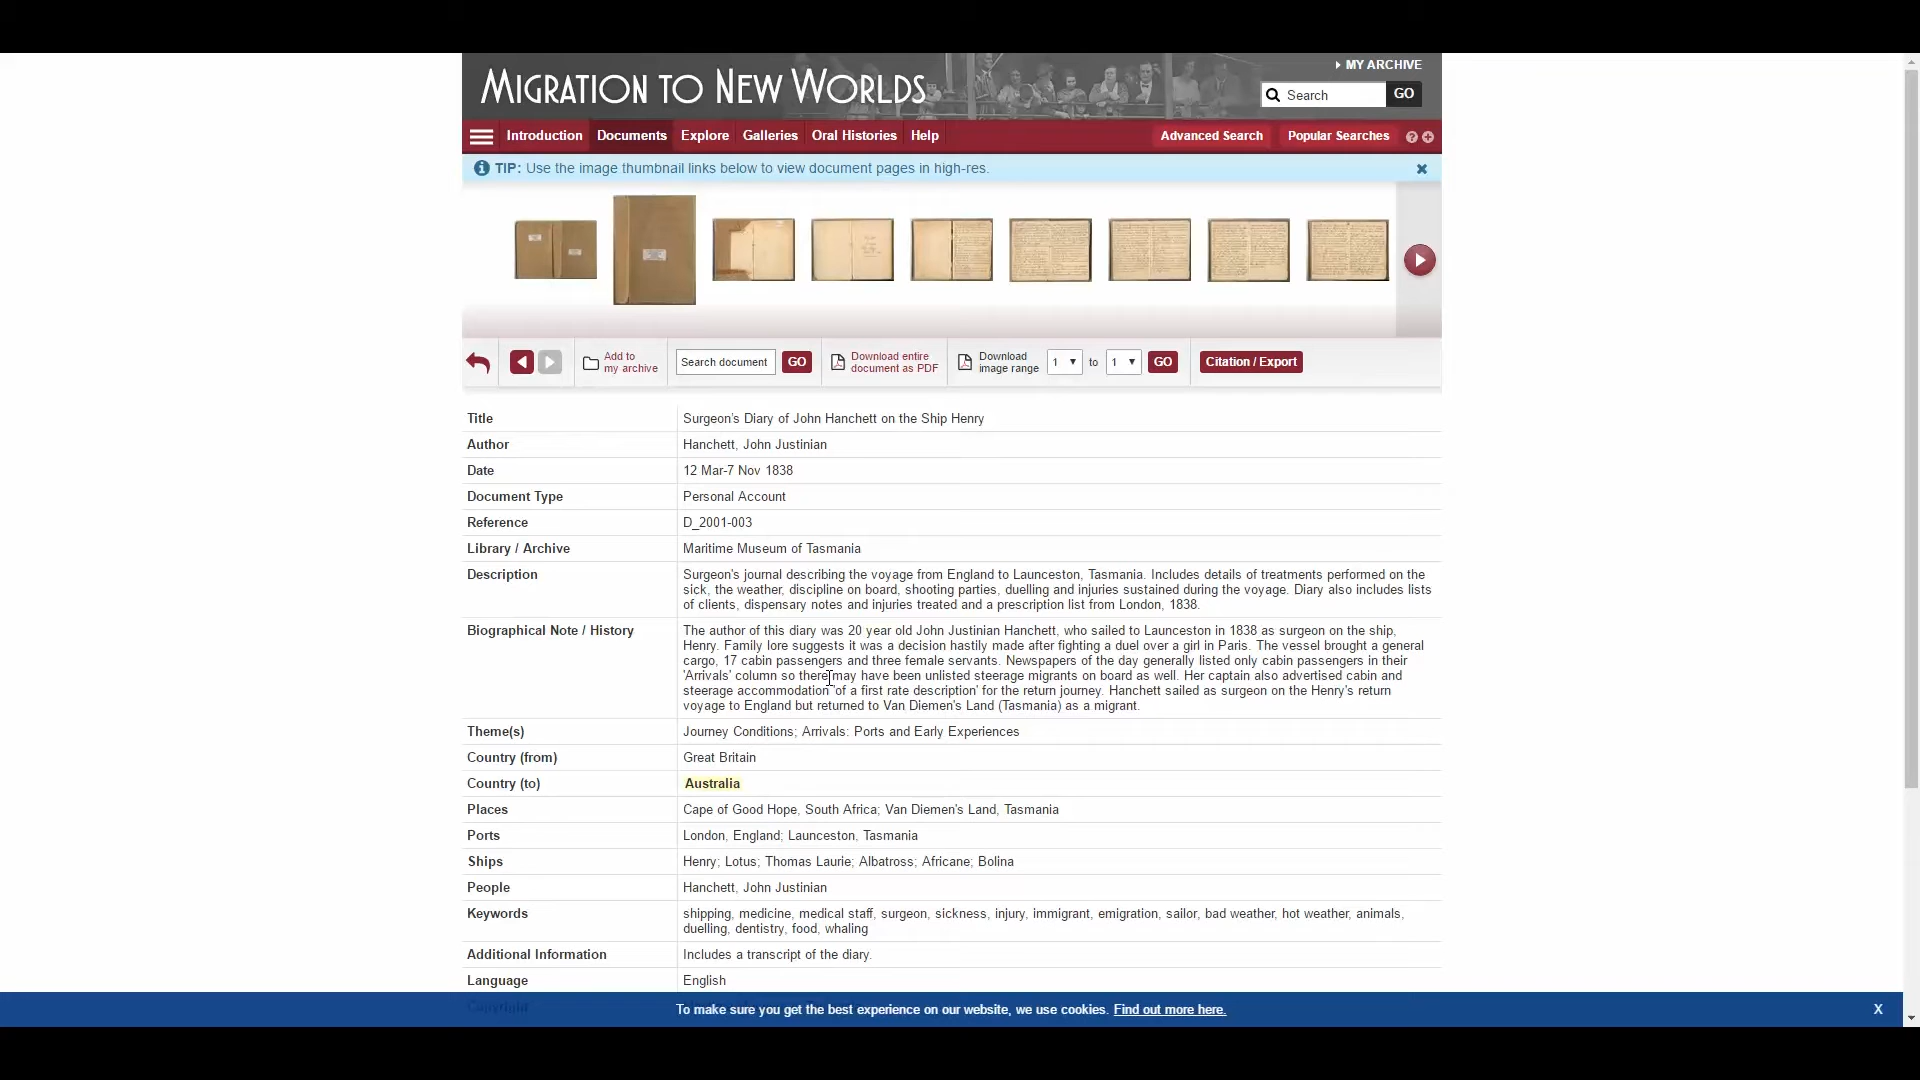 MIGRATION TO NEW WORLDS
MY ARCHIVE
Search
GO
Introduction
Documents
Explore
Galleries
Oral Histories
Help
Advanced Search
Popular Searches
TIP: Use the image thumbnail links below to view document pages in high-res.
Add to
my archive
Search document
GO
Download entire
document as PDF
Download
image range
1
to
1
GO
Citation / Export
Title
Surgeon's Diary of John Hanchett on the Ship Henry
Author
Hanchett, John Justinian
Date
12 Mar-7 Nov 1838
Document Type
Personal Account
Reference
D_2001-003
Library / Archive
Maritime Museum of Tasmania
Description
Surgeon's journal describing the voyage from England to Launceston, Tasmania. Includes details of treatments performed on the
sick, the weather, discipline on board, shooting parties, duelling and injuries sustained during the voyage. Diary also includes lists
of clients, dispensary notes and injuries treated and a prescription list from London, 1838.
Biographical Note / History
The author of this diary was 20 year old John Justinian Hanchett, who sailed to Launceston in 1838 as surgeon on the ship,
Henry. Family lore suggests it was a decision hastily made after fighting a duel over a girl in Paris. The vessel brought a general
cargo, 17 cabin passengers and three female servants. Newspapers of the day generally listed only cabin passengers in their
'Arrivals' column so there may have been unlisted steerage migrants on board as well. Her captain also advertised cabin and
steerage accommodation 'of a first rate description' for the return journey. Hanchett sailed as surgeon on the Henry's return
voyage to England but returned to Van Diemen's Land (Tasmania) as a migrant.
Theme(s)
Journey Conditions; Arrivals: Ports and Early Experiences
Country (from)
Great Britain
Country (to)
Australia
Places
Cape of Good Hope, South Africa; Van Diemen's Land, Tasmania
Ports
London, England; Launceston, Tasmania
Ships
Henry; Lotus; Thomas Laurie; Albatross; Africane; Bolina
People
Hanchett, John Justinian
Keywords
shipping, medicine, medical staff, surgeon, sickness, injury, immigrant, emigration, sailor, bad weather, hot weather, animals,
duelling, dentistry, food, whaling
Additional Information
Includes a transcript of the diary.
Language
English
Copyright
To make sure you get the best experience on our website, we use cookies. Find out more here.
X